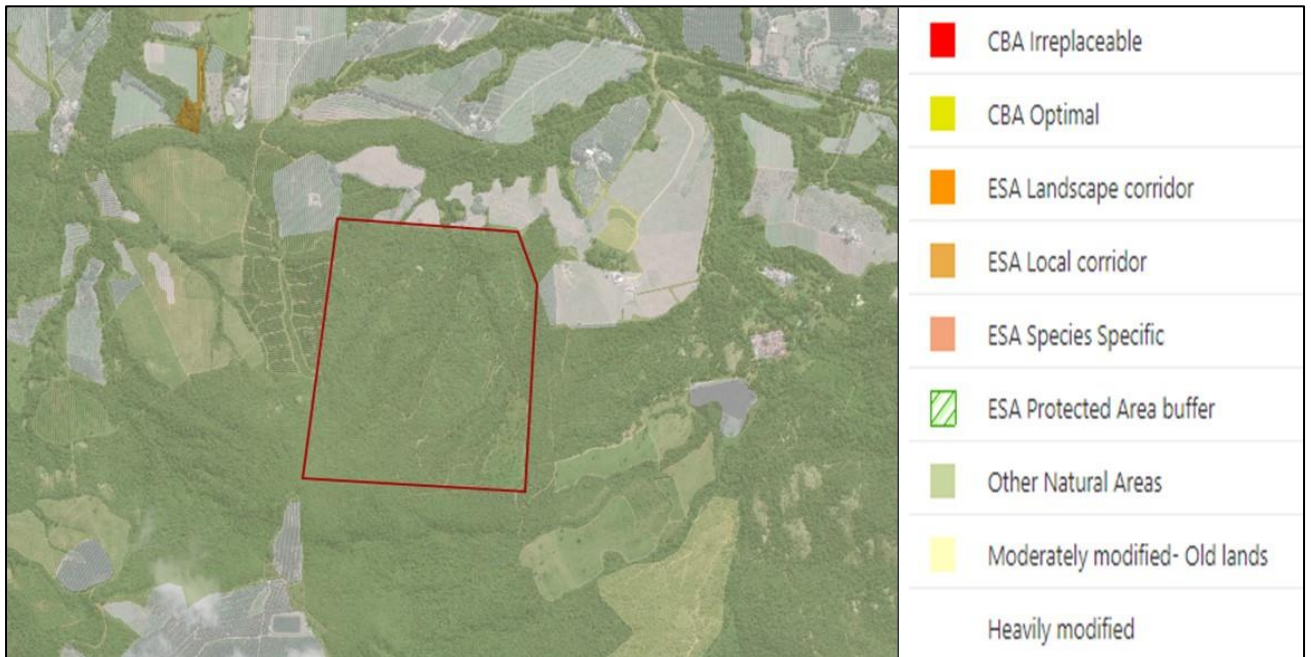 CBA Irreplaceable
CBA Optimal
ESA Landscape corridor
ESA Local corridor
ESA Species Specific
ESA Protected Area buffer
Other Natural Areas
Moderately modified- Old lands
Heavily modified